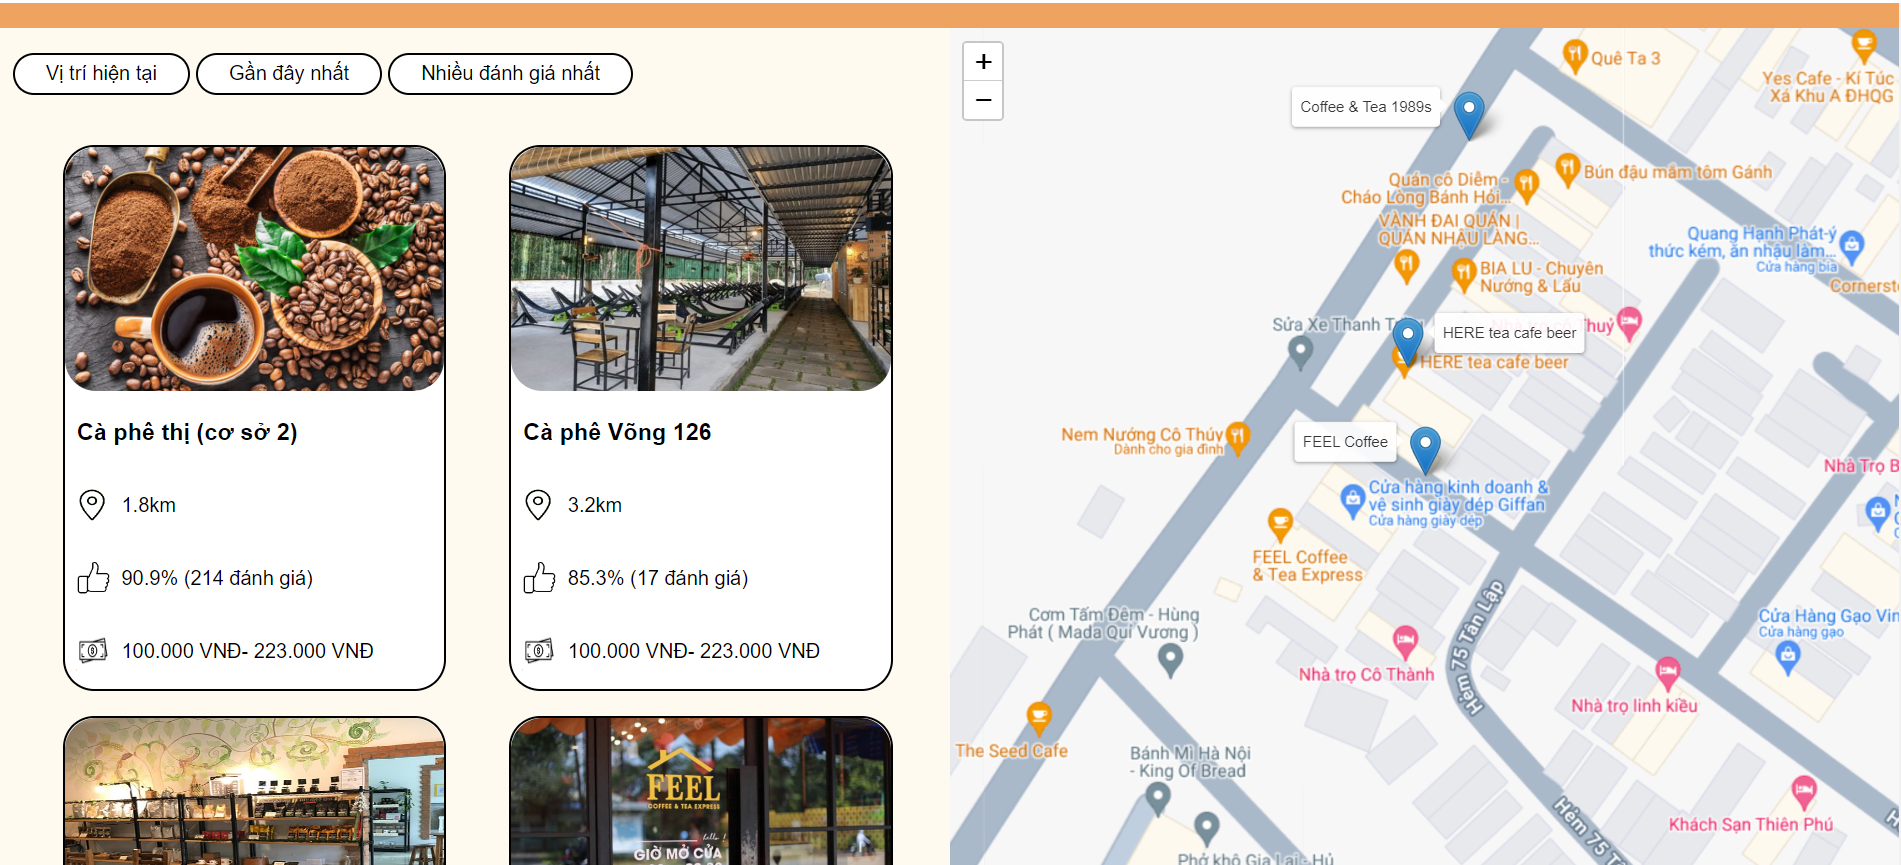 Vị trí hiện tại
Gần đây nhất
Nhiều đánh giá nhất
Cà phê thị (cơ sở 2)
1.8km
90.9% (214 đánh giá)
100.000 VNĐ- 223.000 VNĐ
Cà phê Võng 126
3.2km
85.3% (17 đánh giá)
100.000 VNĐ- 223.000 VNĐ
FEEL
COFFEE & TEA EXPRESS
hello!
GIỜ MỞ CỬA
+
−
Quê Ta 3
Yes Cafe - Kí Túc
Xá Khu A ĐHQG
Coffee & Tea 1989s
Bún đậu mắm tôm Gánh
Quán cô Diễm -
Cháo Lòng Bánh Hỏi...
VÀNH ĐAI QUÁN |
QUÁN NHẬU LÀNG...
Quang Hạnh Phát-ý
thức kém, ăn nhậu làm...
Cửa hàng bia
BIA LU - Chuyên
Nướng & Lẩu
Cornerst
Sửa Xe Thanh T
Thuỷ
HERE tea cafe beer
HERE tea cafe beer
Nem Nướng Cô Thúy
Dành cho gia đình
FEEL Coffee
Nhà Trọ B
Cửa hàng kinh doanh &
vệ sinh giày dép Giffan
Cửa hàng giày dép
FEEL Coffee
& Tea Express
Cơm Tấm Đêm - Hùng
Phát ( Mada Quí Vương )
Hẻm 75 Tân Lập
Cửa Hàng Gạo Vin
Cửa hàng gạo
Nhà trọ Cô Thành
Nhà trọ linh kiều
The Seed Cafe
Bánh Mì Hà Nội
- King Of Bread
Hẻm 75 Tâ
Khách Sạn Thiên Phú
Phở khô Gia Lai - Hủ